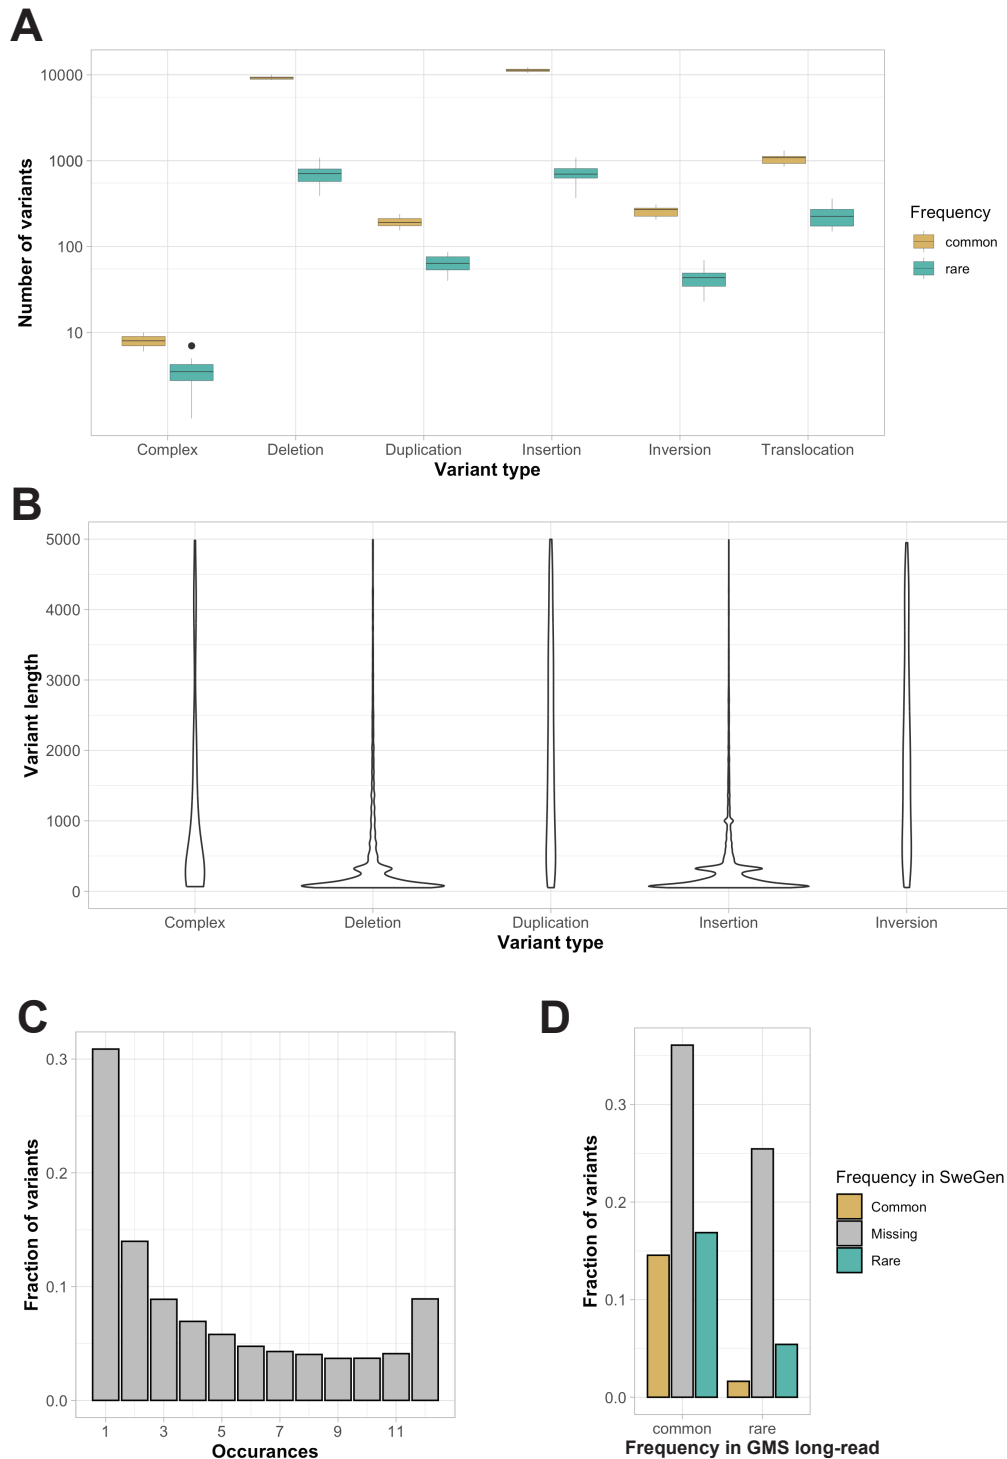 A
Number of variants
10000
1000
100
10
Complex Deletion Duplication Insertion Inversion Translocation
Variant type
Frequency
common
rare
B
Variant length
5000
4000
3000
2000
1000
0
Complex Deletion Duplication Insertion Inversion
Variant type
C
Fraction of variants
0.3
0.2
0.1
0.0
1 3 5 7 9 11
Occurances
D
Fraction of variants
0.3
0.2
0.1
0.0
common rare
Frequency in GMS long-read
Frequency in SweGen
Common
Missing
Rare